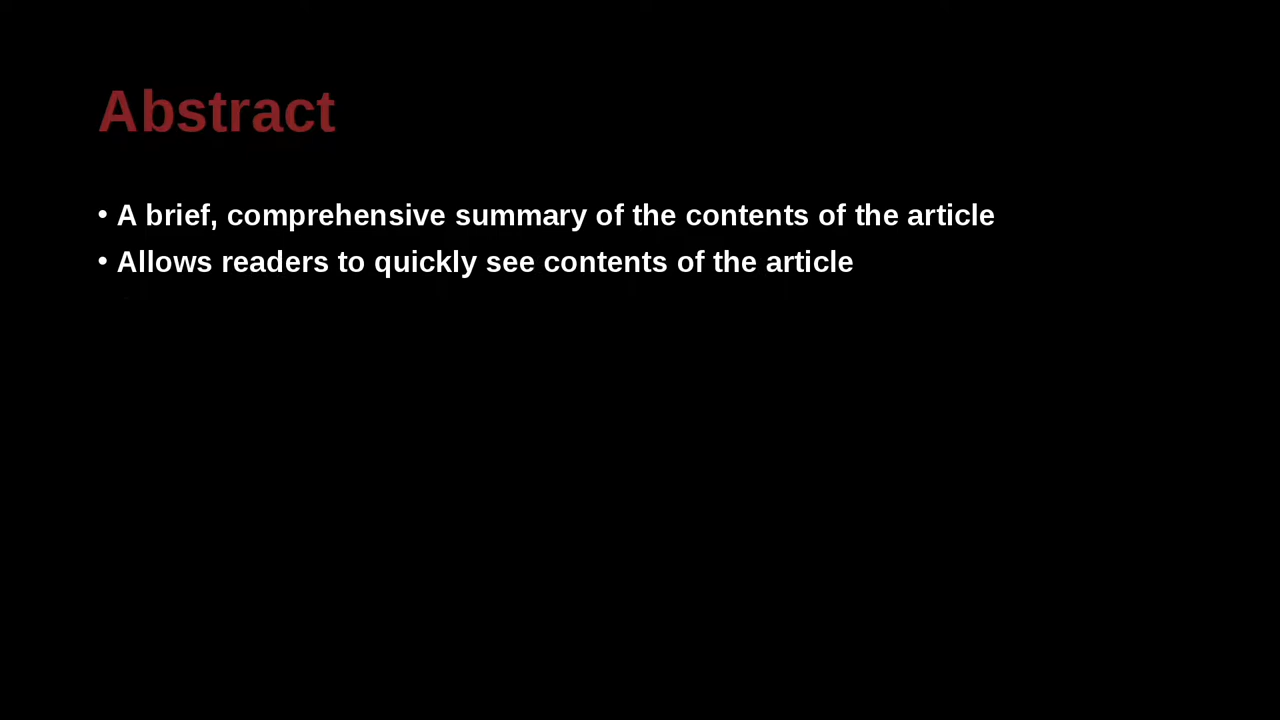 Abstract
• A brief, comprehensive summary of the contents of the article
• Allows readers to quickly see contents of the article